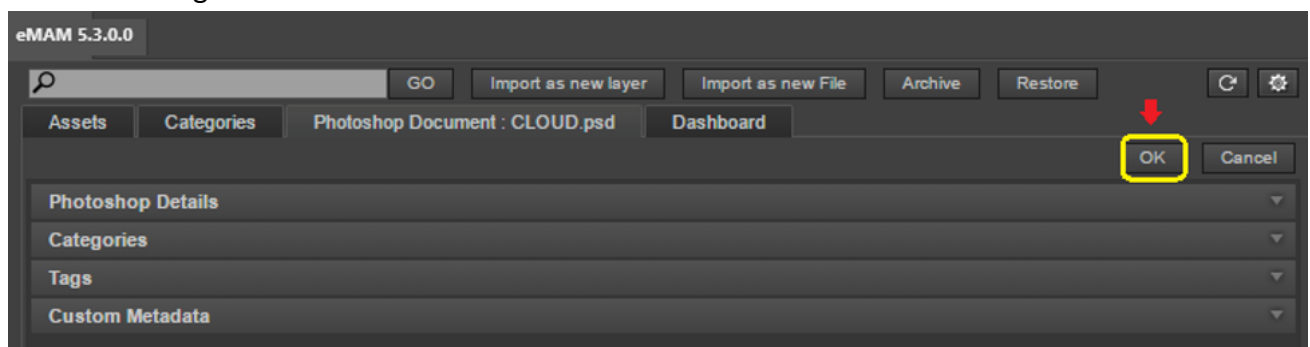 eMAM 5.3.0.0
GO Import as new layer Import as new File Archive Restore
Assets Categories Photoshop Document : CLOUD.psd Dashboard
OK Cancel
Photoshop Details
Categories
Tags
Custom Metadata